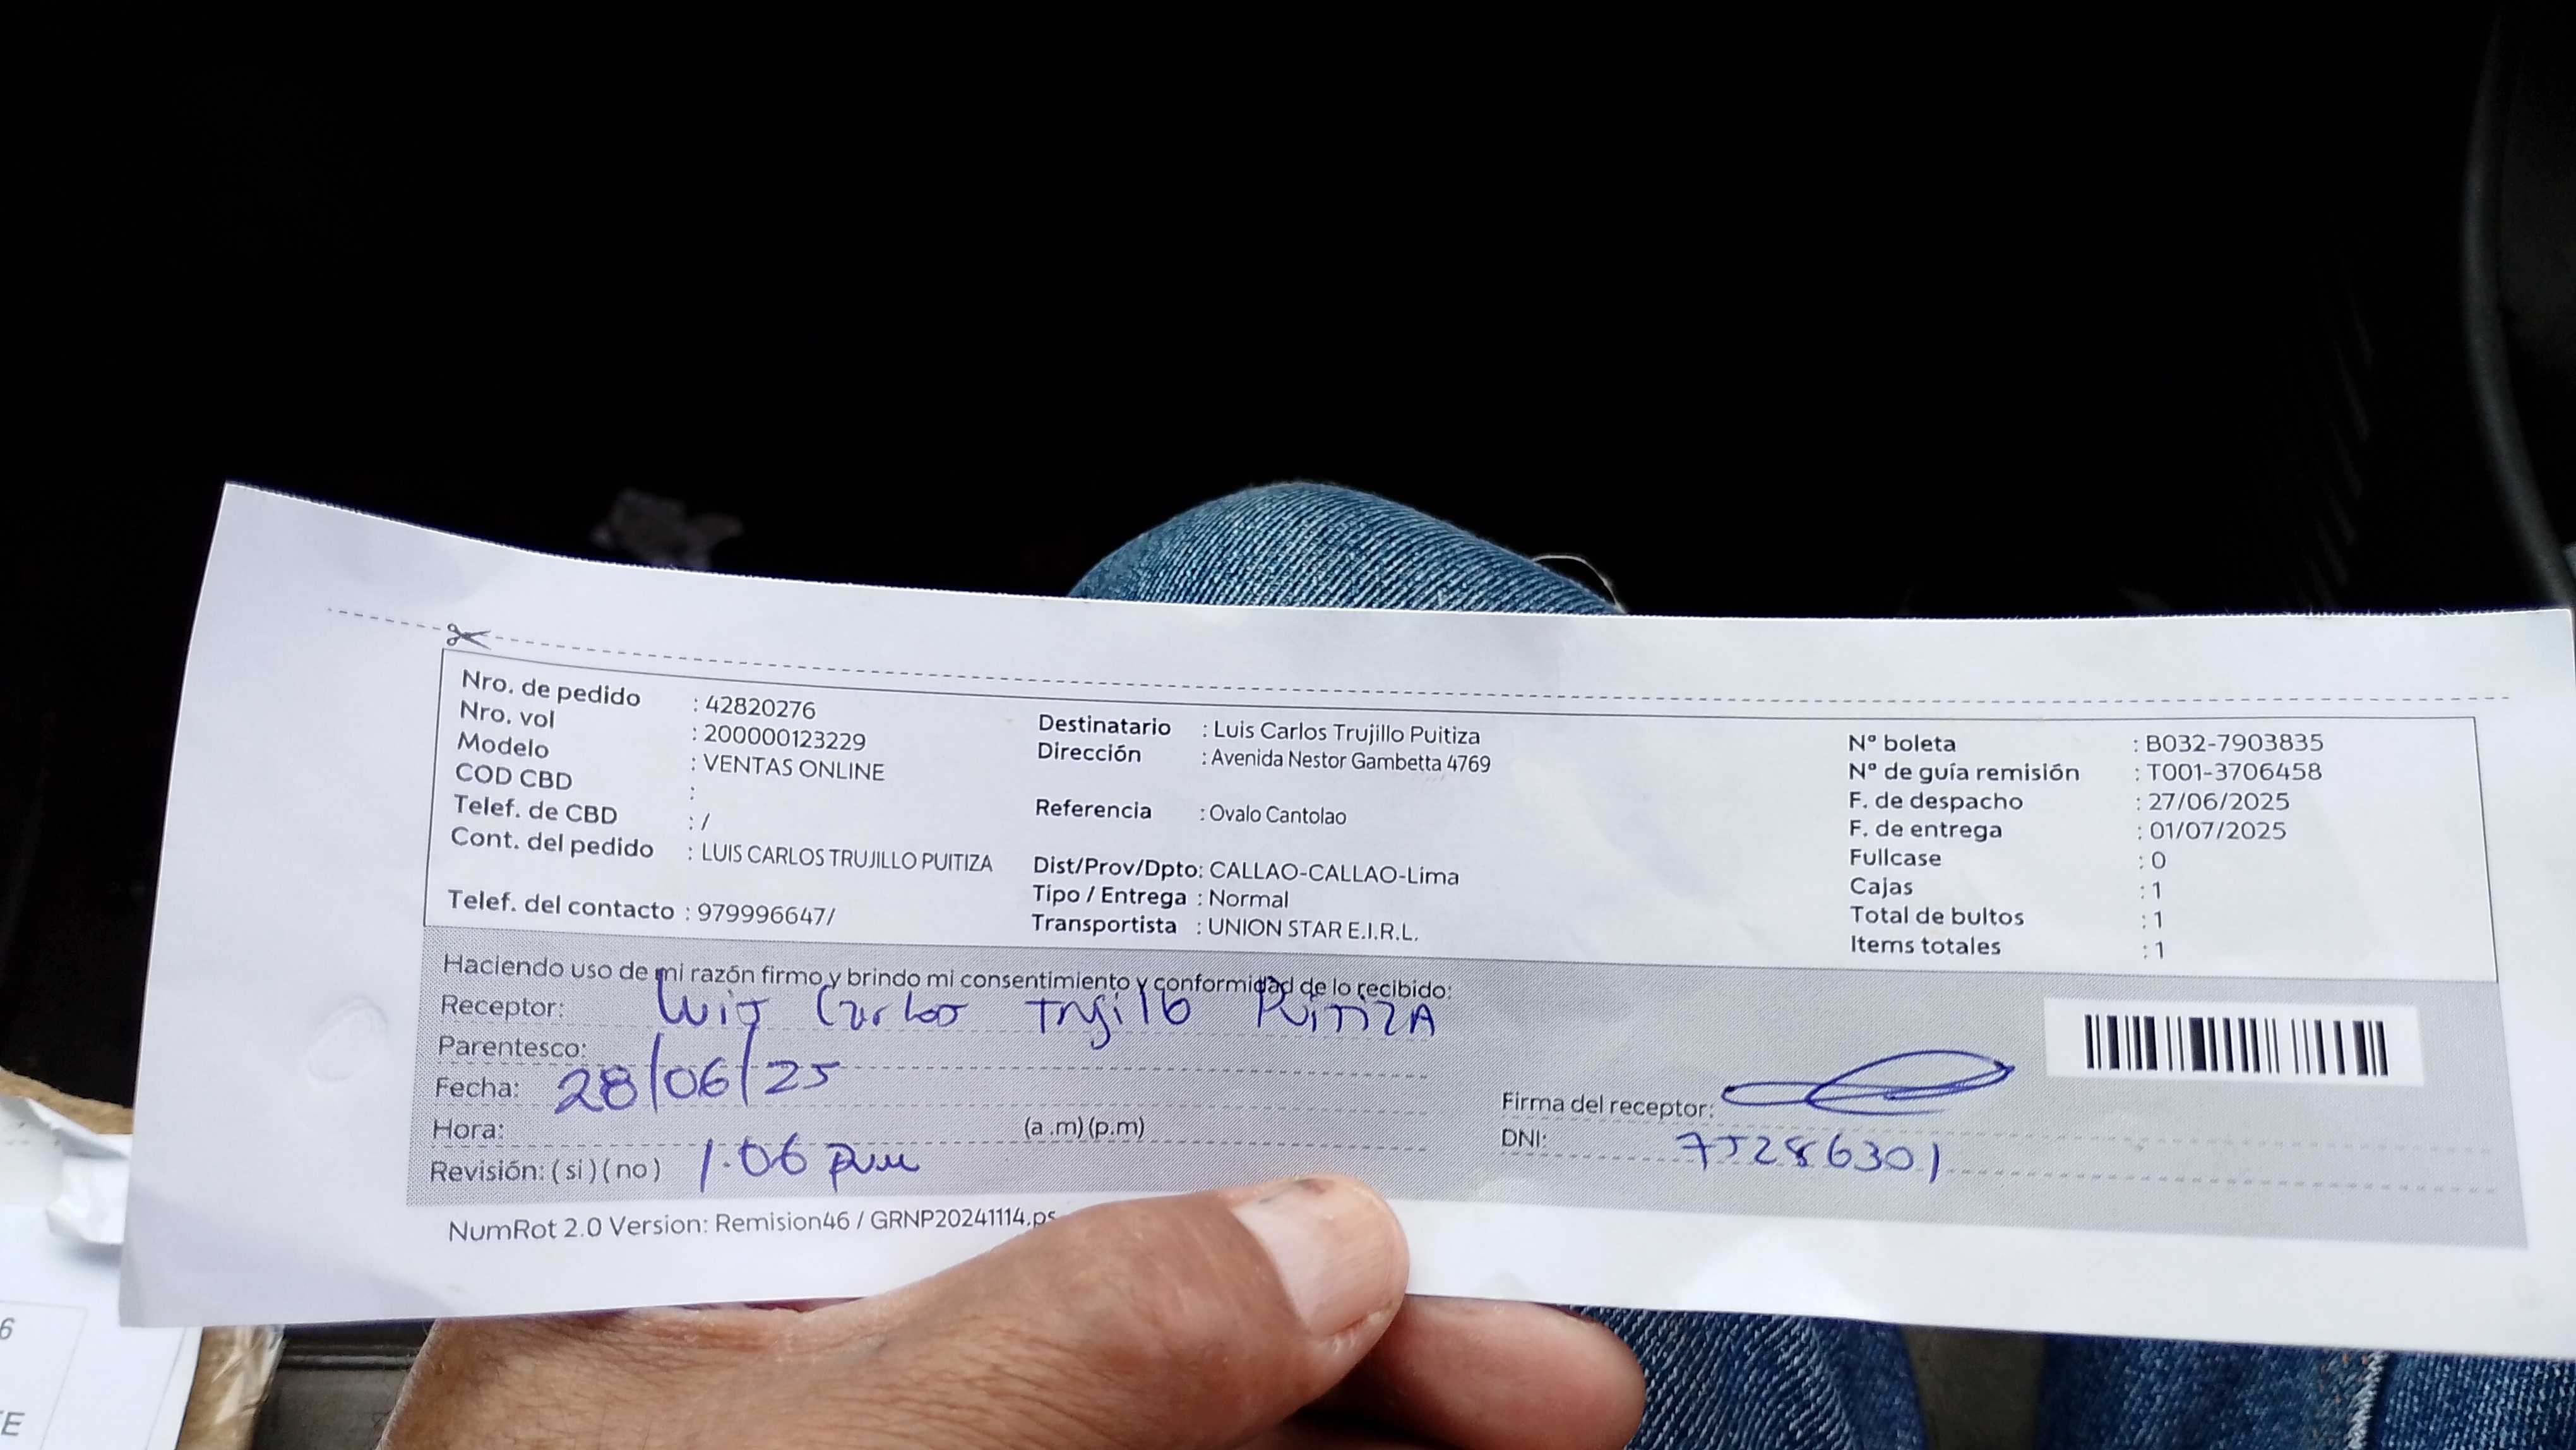 Nro. de pedido : 42820276
Nro. vol : 200000123229
Modelo : VENTAS ONLINE
COD CBD :
Telef. de CBD : /
Cont. del pedido : LUIS CARLOS TRUJILLO PUITIZA
Telef. del contacto : 979996647/
Destinatario : Luis Carlos Trujillo Puitiza
Dirección : Avenida Nestor Gambetta 4769
Referencia : Ovalo Cantolao
Dist/Prov/Dpto: CALLAO-CALLAO-Lima
Tipo / Entrega : Normal
Transportista : UNION STAR E.I.R.L.
Nº boleta : B032-7903835
Nº de guía remisión : T001-3706458
F. de despacho : 27/06/2025
F. de entrega : 01/07/2025
Fullcase : 0
Cajas : 1
Total de bultos : 1
Items totales : 1
Haciendo uso de mi razón firmo y brindo mi consentimiento y conformidad de lo recibido:
Receptor: Luis Carlos Trujillo PuitizA
Parentesco:
Fecha: 28/06/25
Hora: (a .m) (p.m)
Revisión: ( si ) ( no ) 1.06 pm
Firma del receptor:
DNI: 75286301
NumRot 2.0 Version: Remision46 / GRNP20241114.ps
6
E